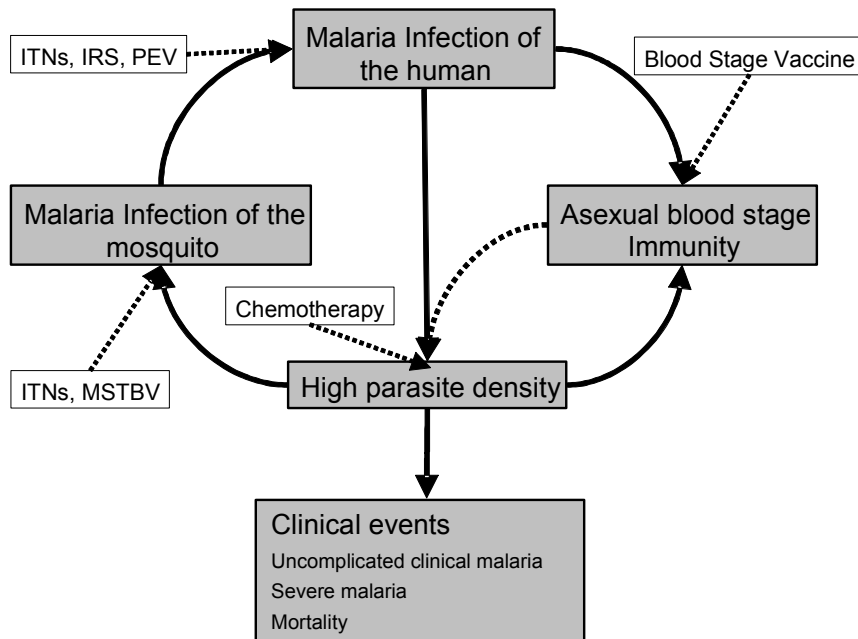 Malaria Infection of
the human
ITNs, IRS, PEV
Blood Stage Vaccine
Malaria Infection of the
mosquito
Asexual blood stage
Immunity
Chemotherapy
High parasite density
ITNs, MSTBV
Clinical events
Uncomplicated clinical malaria
Severe malaria
Mortality